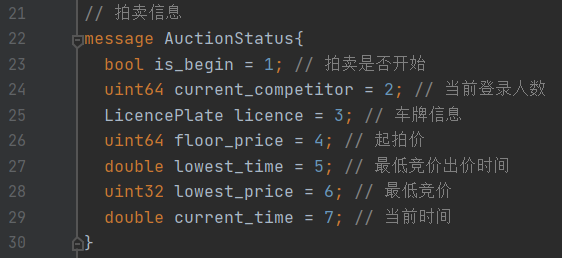 21 // 拍卖信息
22 message AuctionStatus{
23 bool is_begin = 1; // 拍卖是否开始
24 uint64 current_competitor = 2; // 当前登录人数
25 LicencePlate licence = 3; // 车牌信息
26 uint64 floor_price = 4; // 起拍价
27 double lowest_time = 5; // 最低竞价出价时间
28 uint32 lowest_price = 6; // 最低竞价
29 double current_time = 7; // 当前时间
30 }